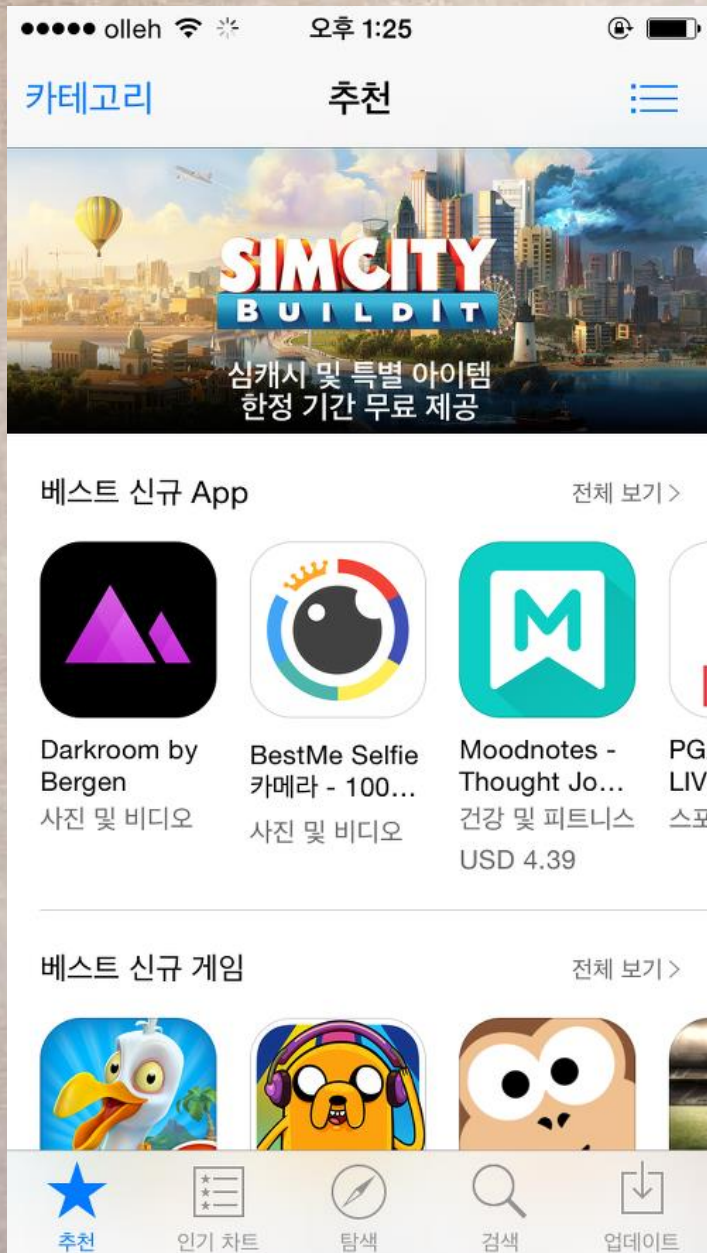 olleh 오후 1:25
카테고리 추천
SIMCITY
BUILDIT
심캐시 및 특별 아이템
한정 기간 무료 제공
베스트 신규 App 전체 보기 >
M
Darkroom by
Bergen
사진 및 비디오
BestMe Selfie
카메라 - 100...
사진 및 비디오
Moodnotes -
Thought Jo...
건강 및 피트니스
USD 4.39
PG
LIV
스포
베스트 신규 게임 전체 보기 >
추천 인기 차트 탐색 검색 업데이트